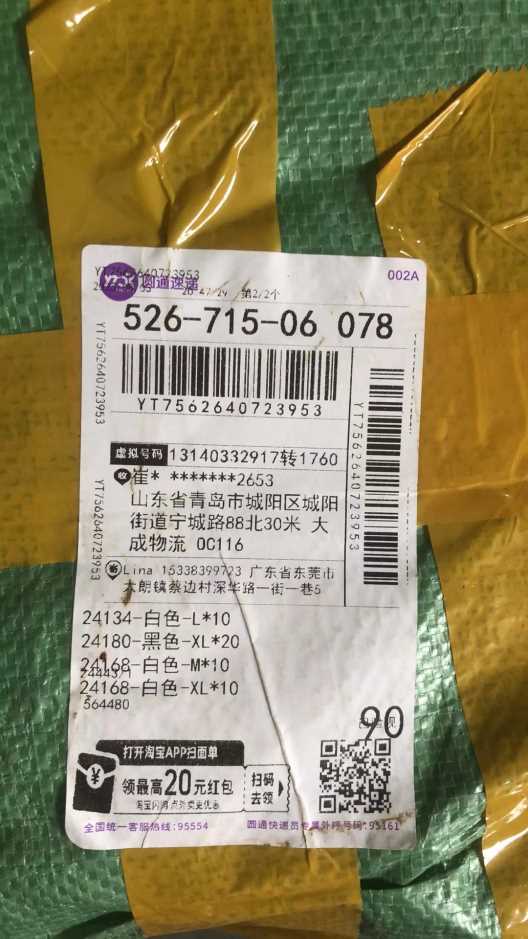 圆通速递
002A
第2/2个
526-715-06 078
YT7562640723953
YT7562640723953
YT7562640723953
YT7562640723953
虚拟号码 13140332917转1760
收 崔* *******2653
山东省青岛市城阳区城阳
街道宁城路88北30米 大
成物流 OC116
Lina 15338399723 广东省东莞市
大朗镇蔡边村深华路一街一巷5
24134-白色-L*10
24180-黑色-XL*20
24168-白色-M*10
24168-白色-XL*10
564480
90
打开淘宝APP扫面单
领最高20元红包
扫码
去领
全国统一客服热线:95554
圆通快递员专属外呼号码:95161